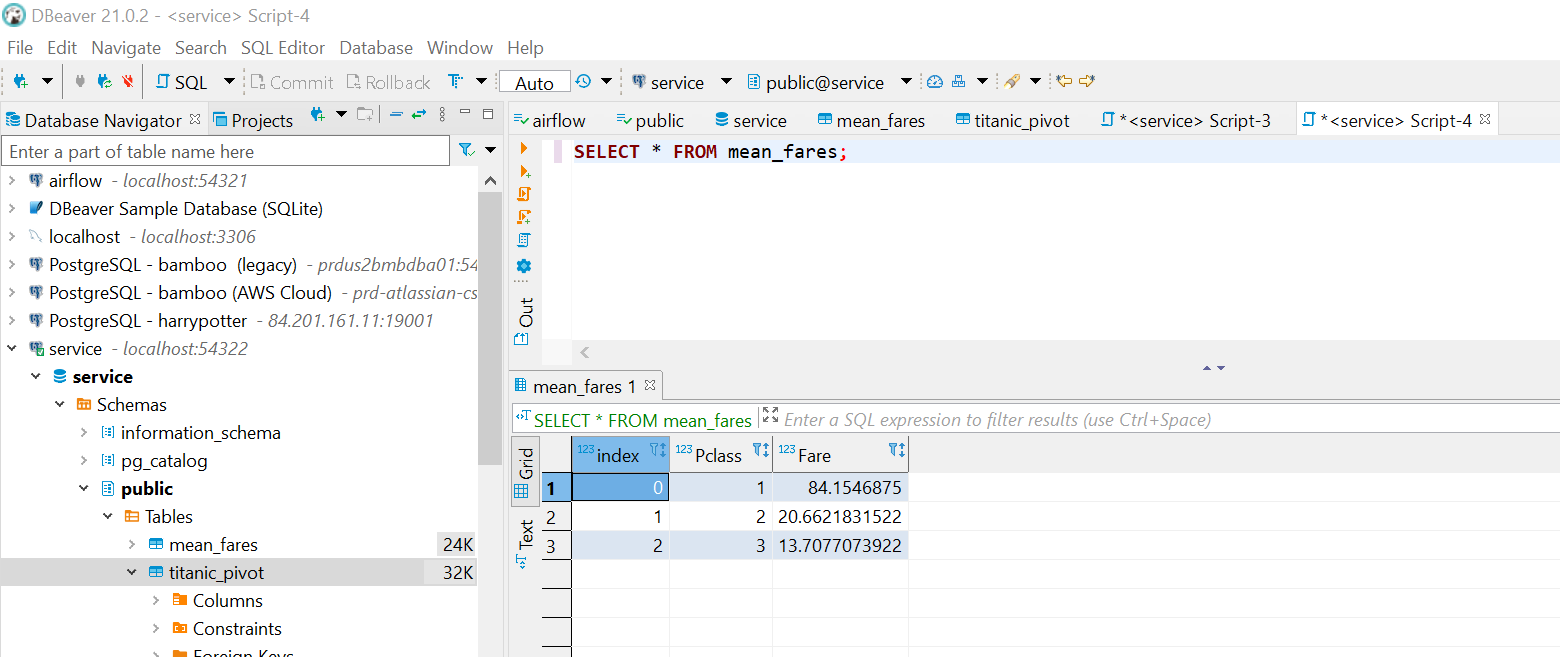 DBeaver 21.0.2 - <service> Script-4
File Edit Navigate Search SQL Editor Database Window Help
SQL Commit Rollback Auto service public@service
Database Navigator Projects
Enter a part of table name here
airflow - localhost:54321
DBeaver Sample Database (SQLite)
localhost - localhost:3306
PostgreSQL - bamboo (legacy) - prdus2bmbdba01:54
PostgreSQL - bamboo (AWS Cloud) - prd-atlassian-cs
PostgreSQL - harrypotter - 84.201.161.11:19001
service - localhost:54322
service
Schemas
information_schema
pg_catalog
public
Tables
mean_fares 24K
titanic_pivot 32K
Columns
Constraints
Foreign Keys
airflow public service mean_fares titanic_pivot *<service> Script-3 *<service> Script-4
SELECT * FROM mean_fares;
Out
mean_fares 1
SELECT * FROM mean_fares Enter a SQL expression to filter results (use Ctrl+Space)
Grid
Text
123 index 123 Pclass 123 Fare
1 0 1 84.1546875
2 1 2 20.6621831522
3 2 3 13.7077073922